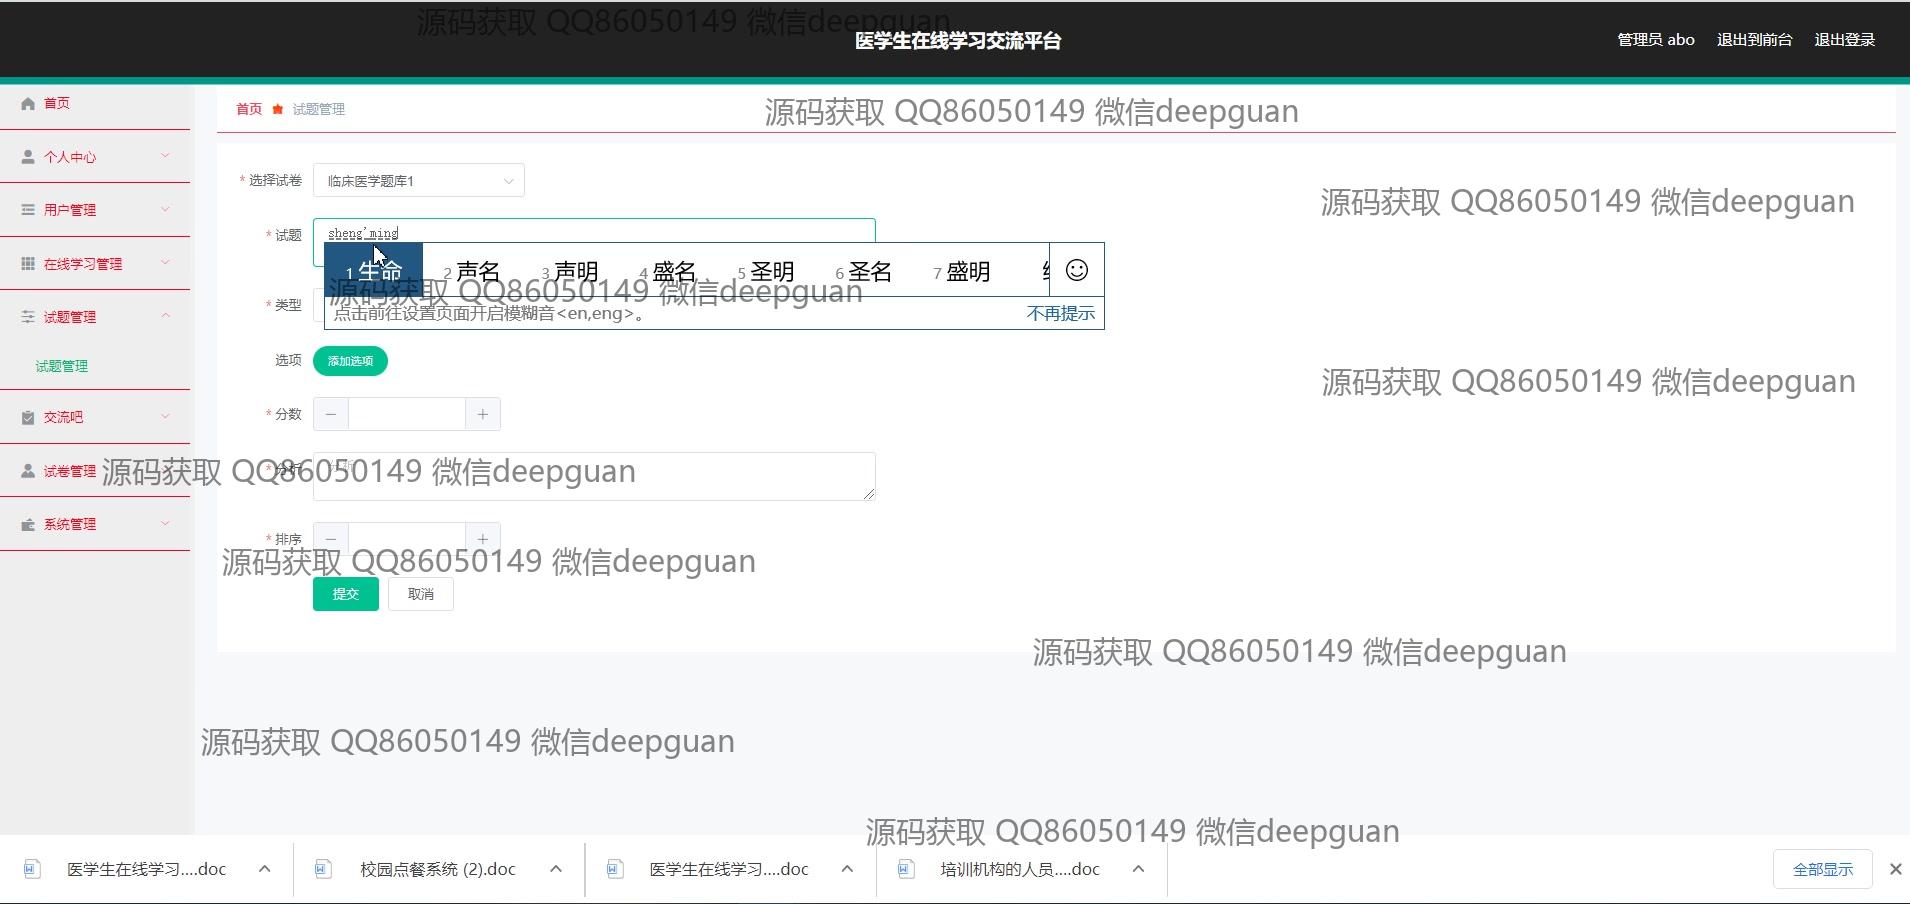 源码获取 QQ86050149 微信deepguan
医学生在线学习交流平台
管理员 abo
退出到前台
退出登录
首页
个人中心
用户管理
在线学习管理
试题管理
试题管理
交流吧
试卷管理
系统管理
首页
试题管理
源码获取 QQ86050149 微信deepguan
* 选择试卷
临床医学题库1
源码获取 QQ86050149 微信deepguan
* 试题
sheng'ming
1 生命
2 声名
3 声明
4 盛名
5 圣明
6 圣名
7 盛明
源码获取 QQ86050149 微信deepguan
* 类型
点击前往设置页面开启模糊音<en,eng>。
不再提示
选项
添加选项
源码获取 QQ86050149 微信deepguan
* 分数
* 分析
分析
源码获取 QQ86050149 微信deepguan
* 排序
源码获取 QQ86050149 微信deepguan
提交
取消
源码获取 QQ86050149 微信deepguan
源码获取 QQ86050149 微信deepguan
源码获取 QQ86050149 微信deepguan
医学生在线学习....doc
校园点餐系统 (2).doc
医学生在线学习....doc
培训机构的人员....doc
全部显示